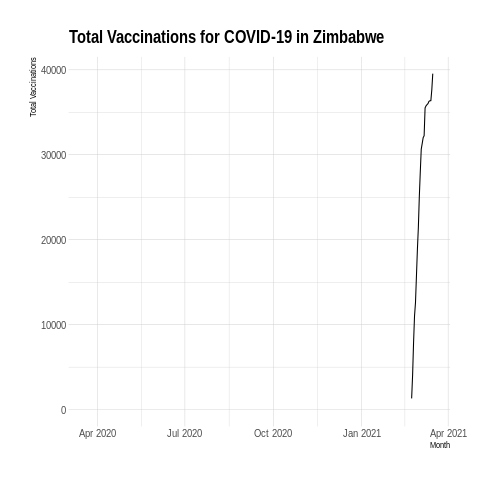 Total Vaccinations for COVID-19 in Zimbabwe
Total Vaccinations
40000
30000
20000
10000
0
Apr 2020 Jul 2020 Oct 2020 Jan 2021 Apr 2021
Month